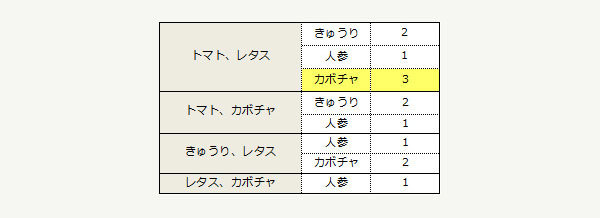 トマト、レタス きゅうり 2
人参 1
カボチャ 3
トマト、カボチャ きゅうり 2
人参 1
きゅうり、レタス 人参 1
カボチャ 2
レタス、カボチャ 人参 1